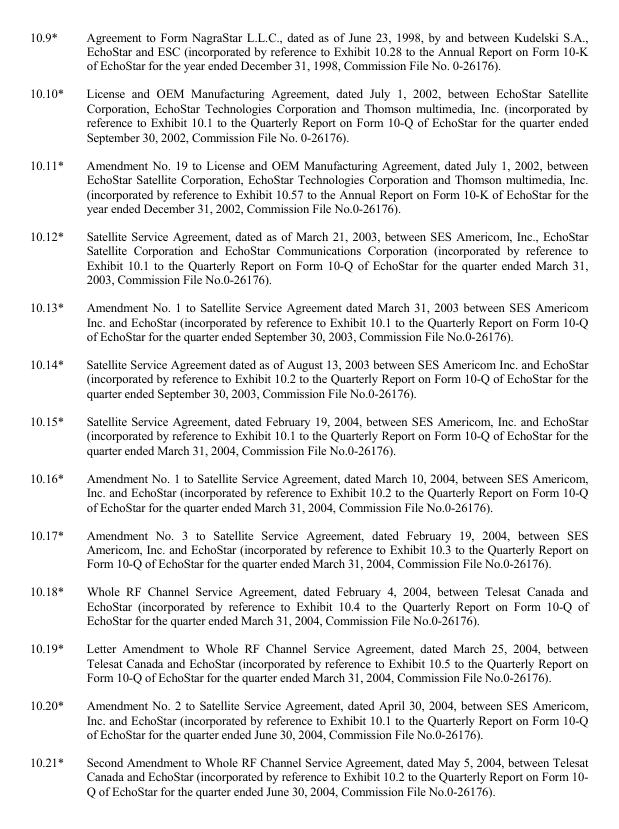 10.9* Agreement to Form NagraStar L.L.C., dated as of June 23, 1998, by and between Kudelski S.A.,
EchoStar and ESC (incorporated by reference to Exhibit 10.28 to the Annual Report on Form 10-K
of EchoStar for the year ended December 31, 1998, Commission File No. 0-26176).
10.10* License and OEM Manufacturing Agreement, dated July 1, 2002, between EchoStar Satellite
Corporation, EchoStar Technologies Corporation and Thomson multimedia, Inc. (incorporated by
reference to Exhibit 10.1 to the Quarterly Report on Form 10-Q of EchoStar for the quarter ended
September 30, 2002, Commission File No. 0-26176).
10.11* Amendment No. 19 to License and OEM Manufacturing Agreement, dated July 1, 2002, between
EchoStar Satellite Corporation, EchoStar Technologies Corporation and Thomson multimedia, Inc.
(incorporated by reference to Exhibit 10.57 to the Annual Report on Form 10-K of EchoStar for the
year ended December 31, 2002, Commission File No.0-26176).
10.12* Satellite Service Agreement, dated as of March 21, 2003, between SES Americom, Inc., EchoStar
Satellite Corporation and EchoStar Communications Corporation (incorporated by reference to
Exhibit 10.1 to the Quarterly Report on Form 10-Q of EchoStar for the quarter ended March 31,
2003, Commission File No.0-26176).
10.13* Amendment No. 1 to Satellite Service Agreement dated March 31, 2003 between SES Americom
Inc. and EchoStar (incorporated by reference to Exhibit 10.1 to the Quarterly Report on Form 10-Q
of EchoStar for the quarter ended September 30, 2003, Commission File No.0-26176).
10.14* Satellite Service Agreement dated as of August 13, 2003 between SES Americom Inc. and EchoStar
(incorporated by reference to Exhibit 10.2 to the Quarterly Report on Form 10-Q of EchoStar for the
quarter ended September 30, 2003, Commission File No.0-26176).
10.15* Satellite Service Agreement, dated February 19, 2004, between SES Americom, Inc. and EchoStar
(incorporated by reference to Exhibit 10.1 to the Quarterly Report on Form 10-Q of EchoStar for the
quarter ended March 31, 2004, Commission File No.0-26176).
10.16* Amendment No. 1 to Satellite Service Agreement, dated March 10, 2004, between SES Americom,
Inc. and EchoStar (incorporated by reference to Exhibit 10.2 to the Quarterly Report on Form 10-Q
of EchoStar for the quarter ended March 31, 2004, Commission File No.0-26176).
10.17* Amendment No. 3 to Satellite Service Agreement, dated February 19, 2004, between SES
Americom, Inc. and EchoStar (incorporated by reference to Exhibit 10.3 to the Quarterly Report on
Form 10-Q of EchoStar for the quarter ended March 31, 2004, Commission File No.0-26176).
10.18* Whole RF Channel Service Agreement, dated February 4, 2004, between Telesat Canada and
EchoStar (incorporated by reference to Exhibit 10.4 to the Quarterly Report on Form 10-Q of
EchoStar for the quarter ended March 31, 2004, Commission File No.0-26176).
10.19* Letter Amendment to Whole RF Channel Service Agreement, dated March 25, 2004, between
Telesat Canada and EchoStar (incorporated by reference to Exhibit 10.5 to the Quarterly Report on
Form 10-Q of EchoStar for the quarter ended March 31, 2004, Commission File No.0-26176).
10.20* Amendment No. 2 to Satellite Service Agreement, dated April 30, 2004, between SES Americom,
Inc. and EchoStar (incorporated by reference to Exhibit 10.1 to the Quarterly Report on Form 10-Q
of EchoStar for the quarter ended June 30, 2004, Commission File No.0-26176).
10.21* Second Amendment to Whole RF Channel Service Agreement, dated May 5, 2004, between Telesat
Canada and EchoStar (incorporated by reference to Exhibit 10.2 to the Quarterly Report on Form 10-
Q of EchoStar for the quarter ended June 30, 2004, Commission File No.0-26176).